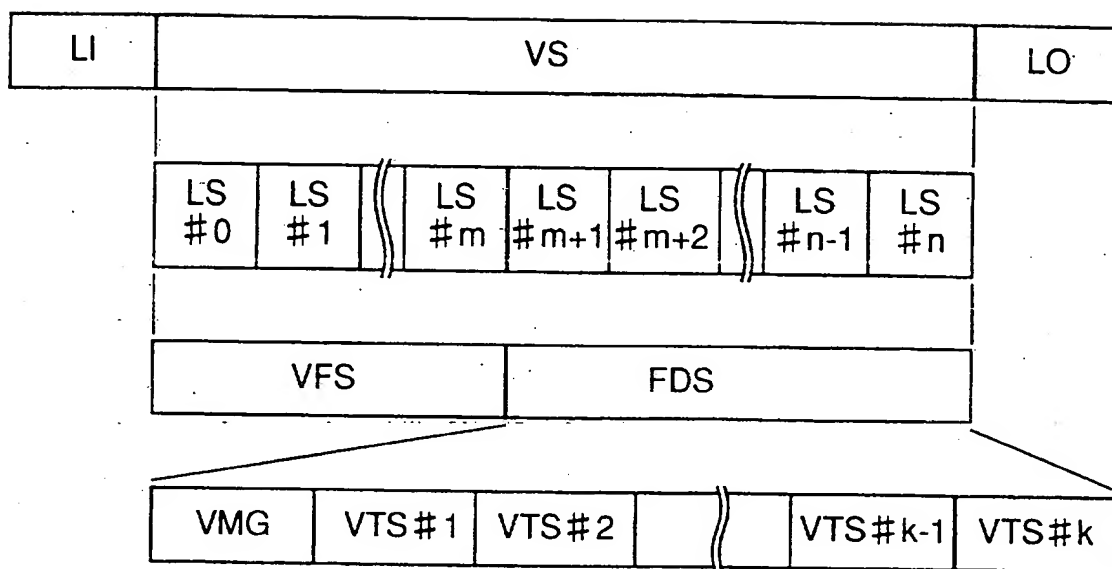 LI VS LO
LS #0 LS #1 LS #m LS #m+1 LS #m+2 LS #n-1 LS #n
VFS FDS
VMG VTS#1 VTS#2 VTS#k-1 VTS#k